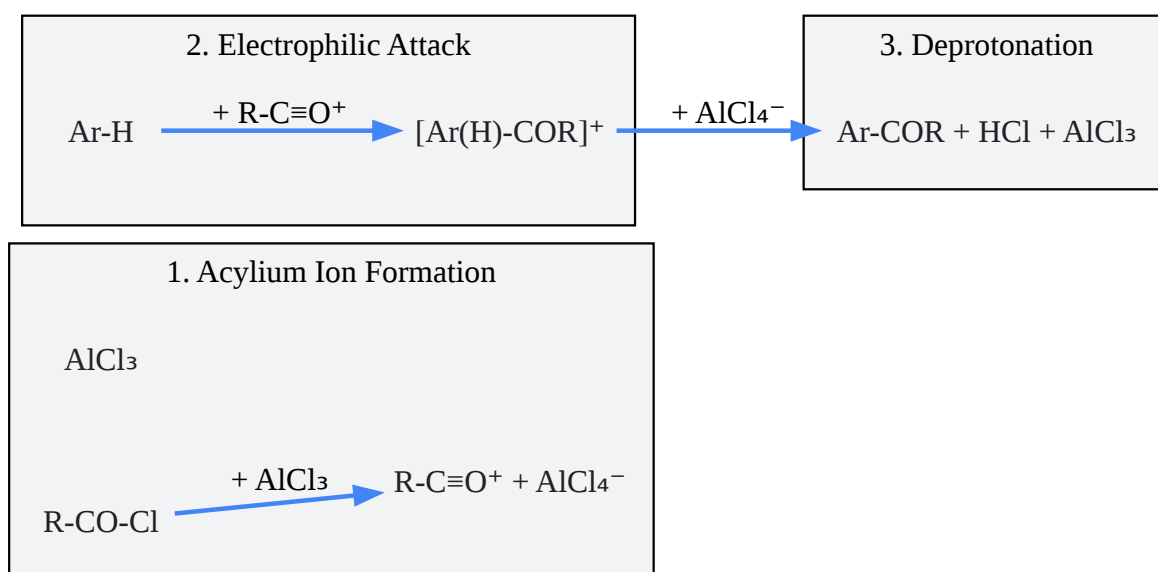 2. Electrophilic Attack
Ar-H
+ R-C≡O⁺
[Ar(H)-COR]⁺
+ AlCl₄⁻
3. Deprotonation
Ar-COR + HCl + AlCl₃
1. Acylium Ion Formation
AlCl₃
R-CO-Cl
+ AlCl₃
R-C≡O⁺ + AlCl₄⁻